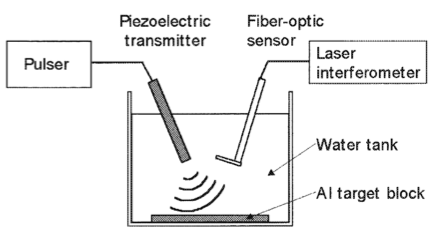 Piezoelectric
transmitter
Fiber-optic
sensor
Pulser
Laser
interferometer
Water tank
Al target block